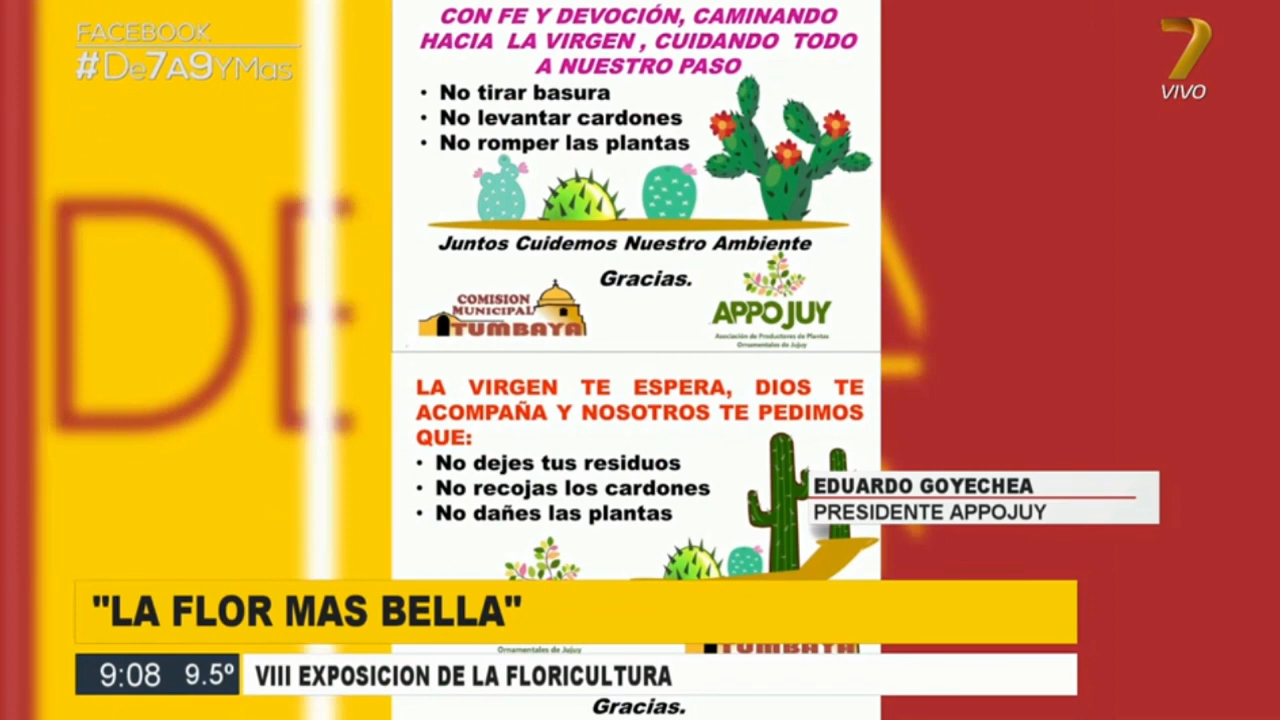 FACEBOOK
#De7A9YMas
7
VIVO
CON FE Y DEVOCIÓN, CAMINANDO
HACIA LA VIRGEN , CUIDANDO TODO
A NUESTRO PASO
• No tirar basura
• No levantar cardones
• No romper las plantas
Juntos Cuidemos Nuestro Ambiente
Gracias.
COMISION
MUNICIPAL
TUMBAYA
APPOJUY
Asociación de Productores de Plantas
Ornamentales de Jujuy
DE
LA VIRGEN TE ESPERA, DIOS TE
ACOMPAÑA Y NOSOTROS TE PEDIMOS
QUE:
• No dejes tus residuos
• No recojas los cardones
• No dañes las plantas
EDUARDO GOYECHEA
PRESIDENTE APPOJUY
"LA FLOR MAS BELLA"
Ornamentales de Jujuy
TUMBAYA
9:08 9.5º VIII EXPOSICION DE LA FLORICULTURA
Gracias.